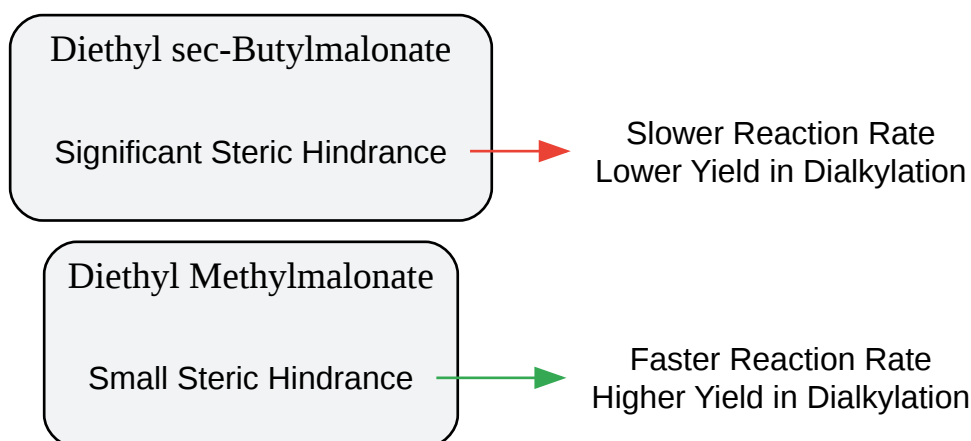 Diethyl sec-Butylmalonate
Significant Steric Hindrance
Slower Reaction Rate
Lower Yield in Dialkylation
Diethyl Methylmalonate
Small Steric Hindrance
Faster Reaction Rate
Higher Yield in Dialkylation